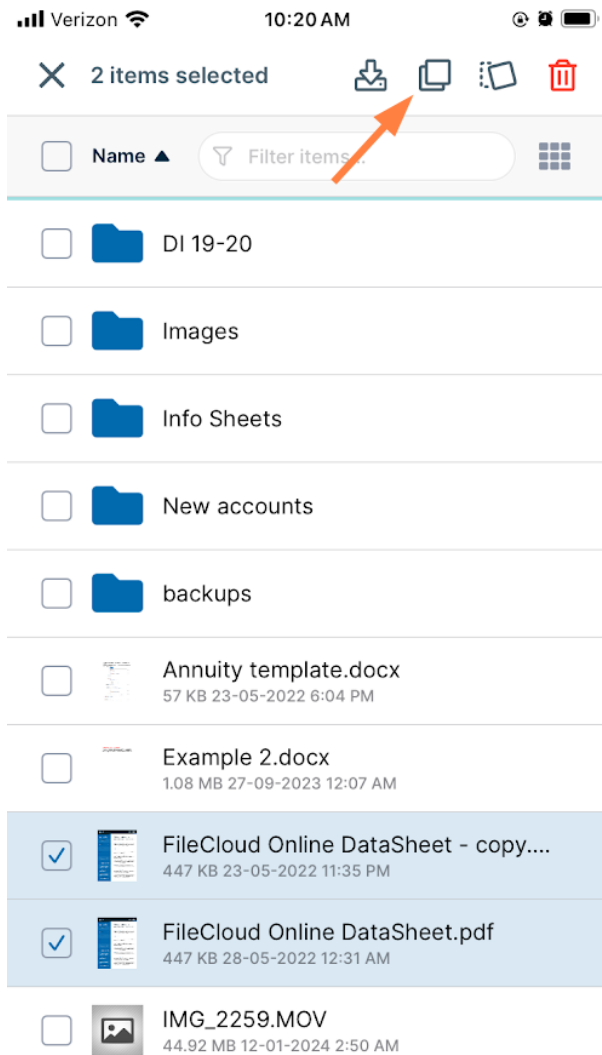 Verizon 10:20 AM
2 items selected
Name Filter items...
DI 19-20
Images
Info Sheets
New accounts
backups
Annuity template.docx
57 KB 23-05-2022 6:04 PM
Example 2.docx
1.08 MB 27-09-2023 12:07 AM
FileCloud Online DataSheet - copy....
447 KB 23-05-2022 11:35 PM
FileCloud Online DataSheet.pdf
447 KB 28-05-2022 12:31 AM
IMG_2259.MOV
44.92 MB 12-01-2024 2:50 AM